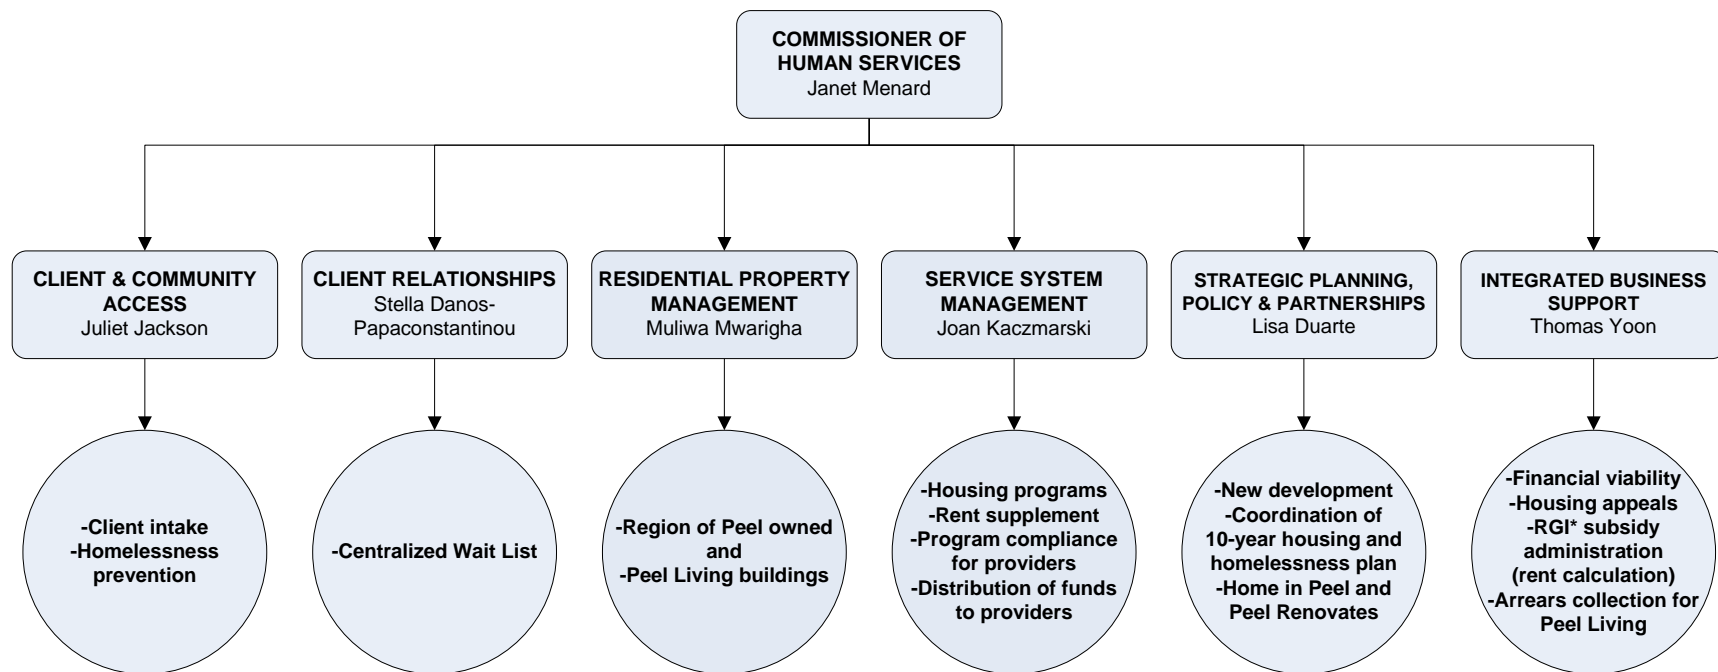 COMMISSIONER OF
HUMAN SERVICES
Janet Menard
CLIENT & COMMUNITY
ACCESS
Juliet Jackson
CLIENT RELATIONSHIPS
Stella Danos-
Papaconstantinou
RESIDENTIAL PROPERTY
MANAGEMENT
Muliwa Mwarigha
SERVICE SYSTEM
MANAGEMENT
Joan Kaczmarski
STRATEGIC PLANNING,
POLICY & PARTNERSHIPS
Lisa Duarte
INTEGRATED BUSINESS
SUPPORT
Thomas Yoon
-Client intake
-Homelessness
prevention
-Centralized Wait List
-Region of Peel owned
and
-Peel Living buildings
-Housing programs
-Rent supplement
-Program compliance
for providers
-Distribution of funds
to providers
-New development
-Coordination of
10-year housing and
homelessness plan
-Home in Peel and
Peel Renovates
-Financial viability
-Housing appeals
-RGI* subsidy
administration
(rent calculation)
-Arrears collection for
Peel Living